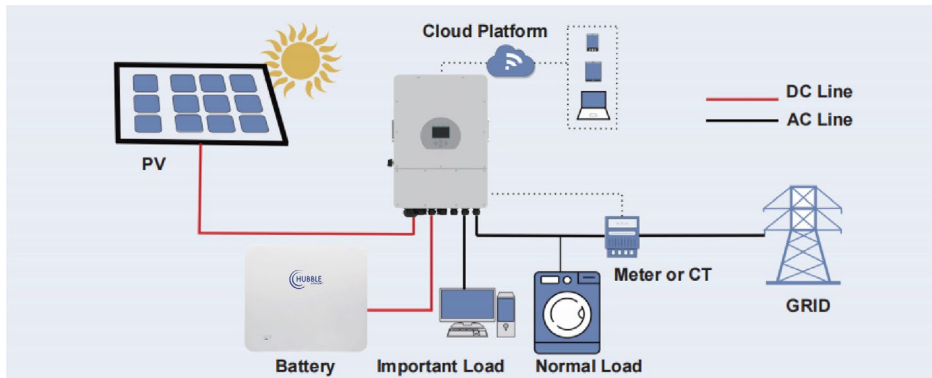 Cloud Platform
DC Line
AC Line
PV
HUBBLE
Meter or CT
GRID
Battery
Important Load
Normal Load